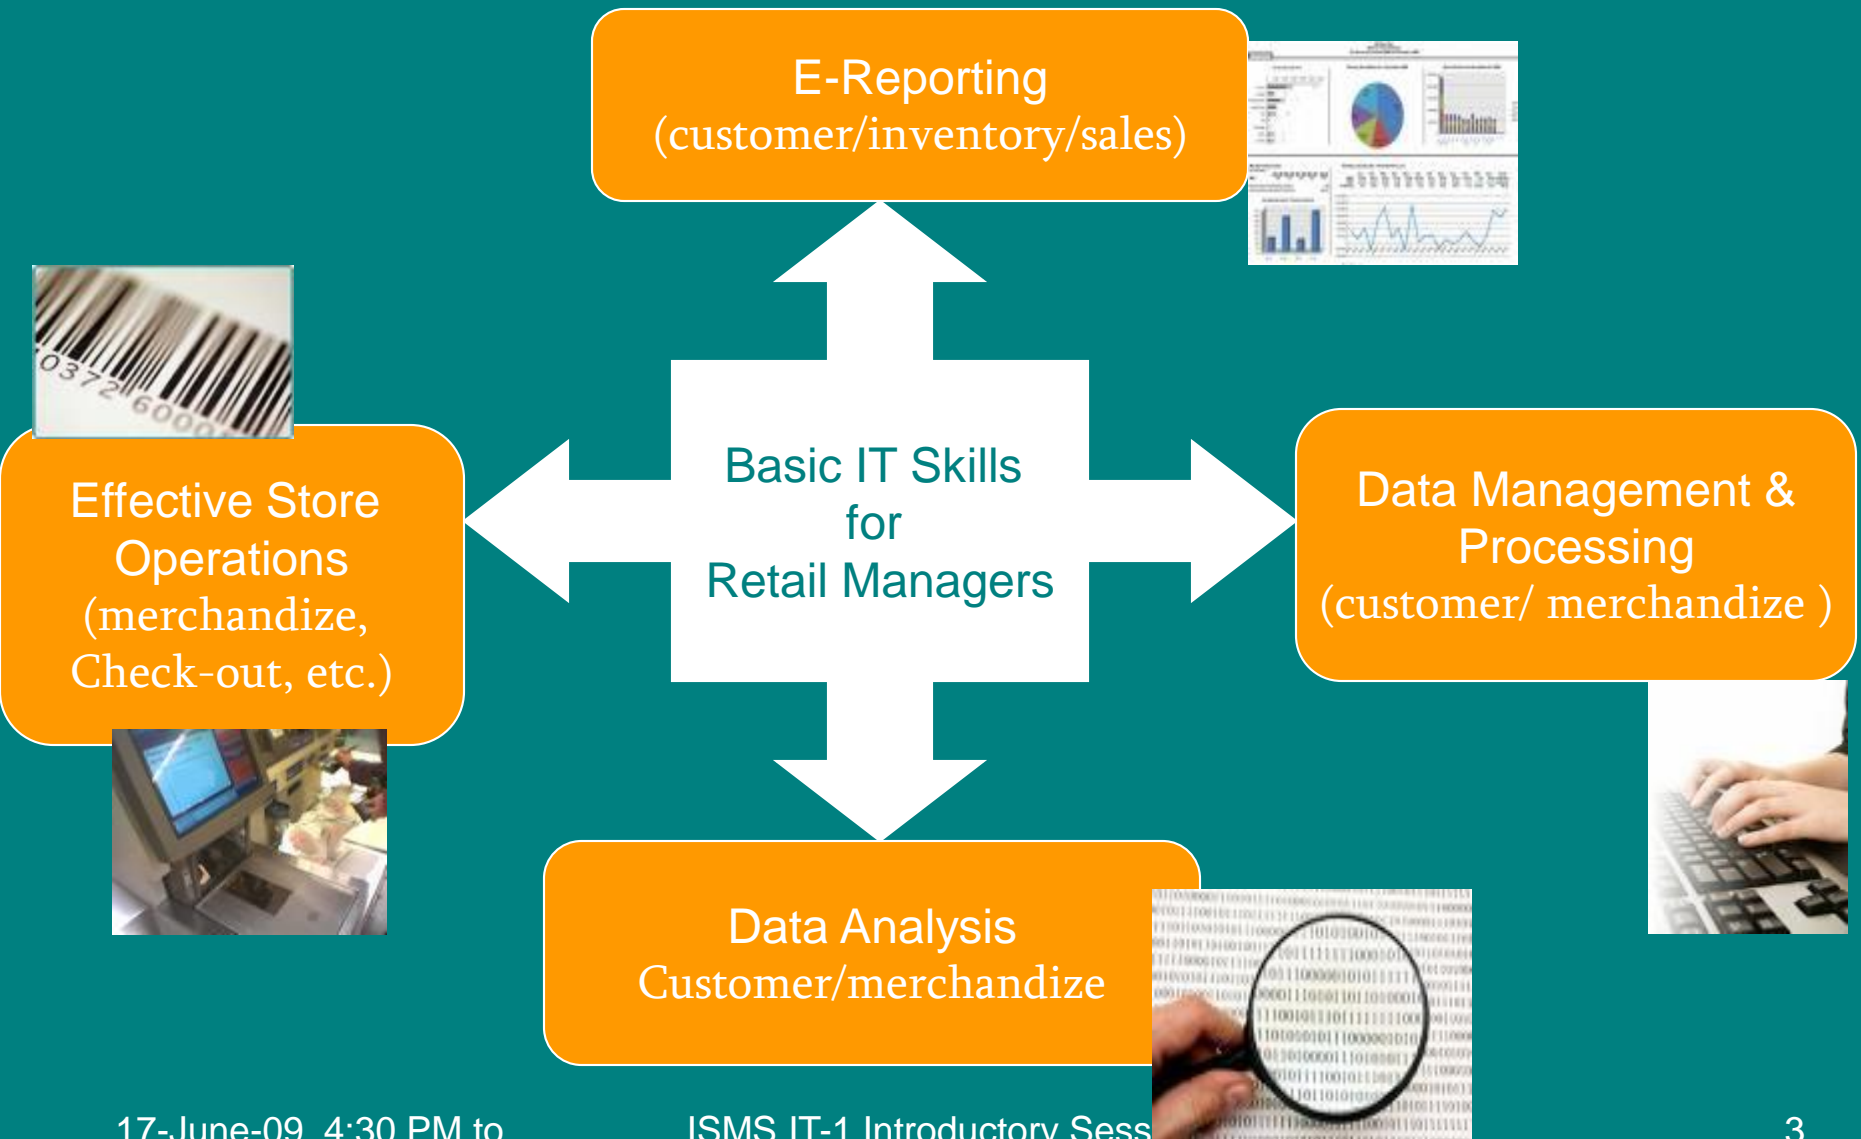 E-Reporting
(customer/inventory/sales)
0372 6000
Effective Store
Operations
(merchandize,
Check-out, etc.)
Basic IT Skills
for
Retail Managers
Data Management &
Processing
(customer/ merchandize )
Data Analysis
Customer/merchandize
17-June-09 4:30 PM to
ISMS IT-1 Introductory Sess
3